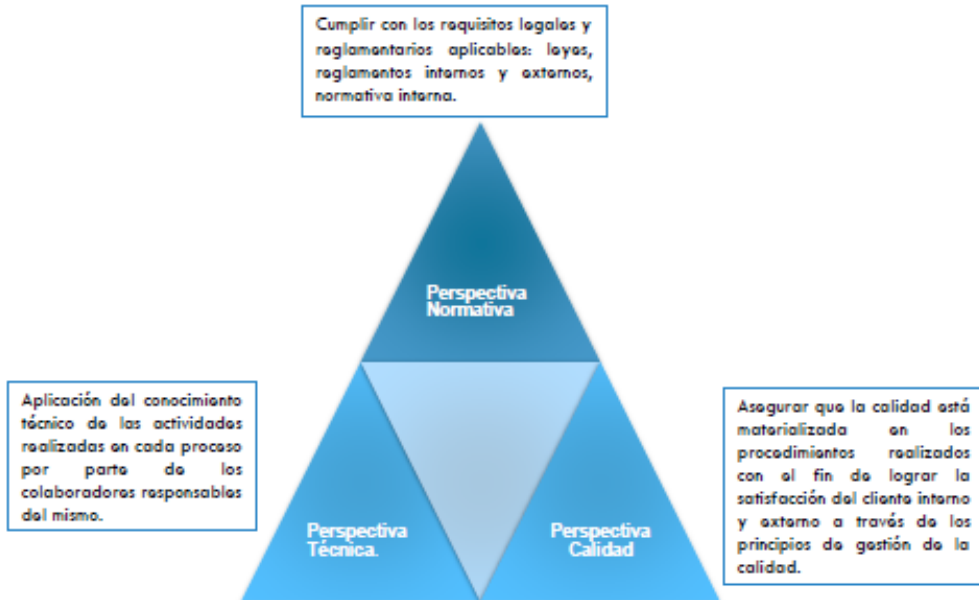 Cumplir con los requisitos legales y
reglamentarios aplicables: leyes,
reglamentos internos y externos,
normativa interna.
Perspectiva
Normativa
Aplicación del conocimiento
técnico de las actividades
realizadas en cada proceso
por parte de los
colaboradores responsables
del mismo.
Perspectiva
Técnica.
Perspectiva
Calidad
Asegurar que la calidad está
materializada en los
procedimientos realizados
con el fin de lograr la
satisfacción del cliente interno
y externo a través de los
principios de gestión de la
calidad.